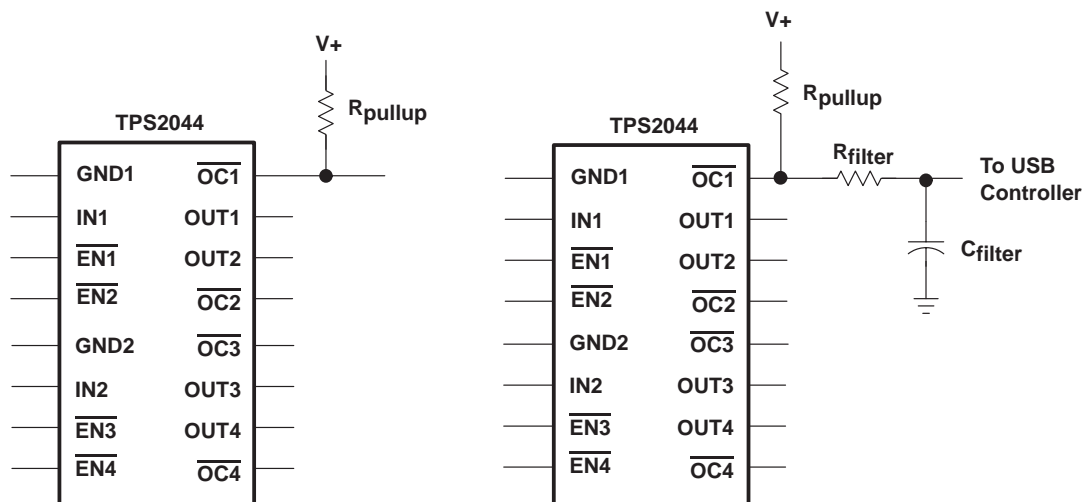 V+
Rpullup
TPS2044
GND1 OC1
IN1 OUT1
EN1 OUT2
EN2 OC2
GND2 OC3
IN2 OUT3
EN3 OUT4
EN4 OC4
V+
Rpullup
TPS2044
Rfilter
To USB
Controller
Cfilter
GND1 OC1
IN1 OUT1
EN1 OUT2
EN2 OC2
GND2 OC3
IN2 OUT3
EN3 OUT4
EN4 OC4